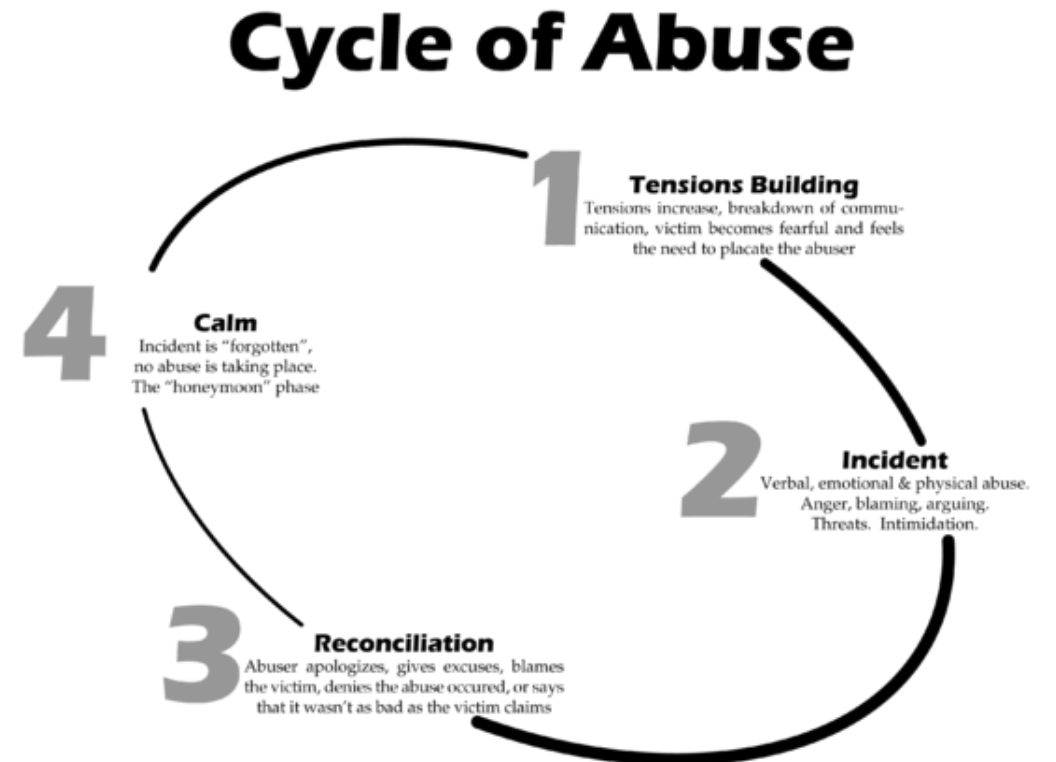 Cycle of Abuse
1
Tensions Building
Tensions increase, breakdown of commu-
nication, victim becomes fearful and feels
the need to placate the abuser
2
Incident
Verbal, emotional & physical abuse.
Anger, blaming, arguing.
Threats. Intimidation.
3
Reconciliation
Abuser apologizes, gives excuses, blames
the victim, denies the abuse occured, or says
that it wasn't as bad as the victim claims
4
Calm
Incident is "forgotten",
no abuse is taking place.
The "honeymoon" phase